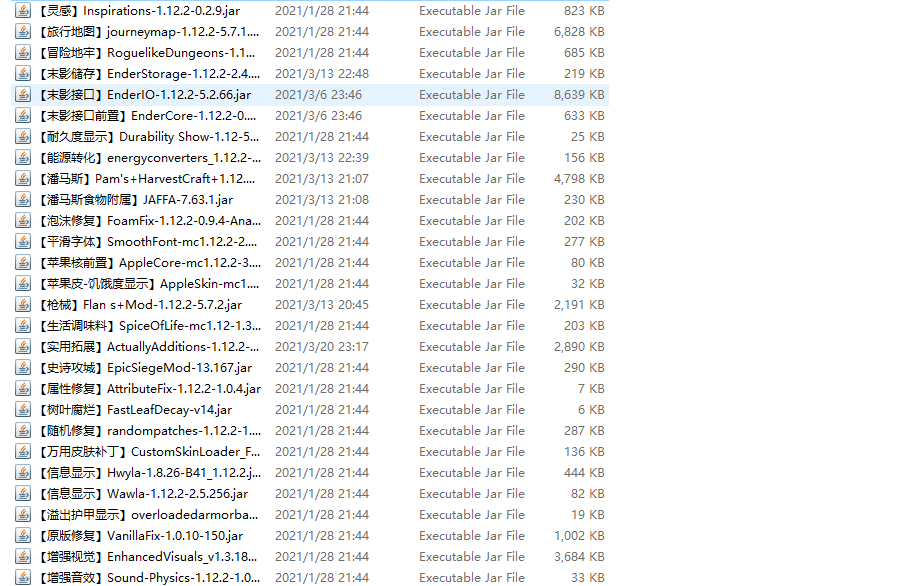 【灵感】Inspirations-1.12.2-0.2.9.jar 2021/1/28 21:44 Executable Jar File 823 KB
【旅行地图】journeymap-1.12.2-5.7.1.... 2021/1/28 21:44 Executable Jar File 6,828 KB
【冒险地牢】RoguelikeDungeons-1.1... 2021/1/28 21:44 Executable Jar File 685 KB
【末影储存】EnderStorage-1.12.2-2.4.... 2021/3/13 22:48 Executable Jar File 219 KB
【末影接口】EnderIO-1.12.2-5.2.66.jar 2021/3/6 23:46 Executable Jar File 8,639 KB
【末影接口前置】EnderCore-1.12.2-0.... 2021/3/6 23:46 Executable Jar File 633 KB
【耐久度显示】Durability Show-1.12-5... 2021/1/28 21:44 Executable Jar File 25 KB
【能源转化】energyconverters_1.12.2-... 2021/3/13 22:39 Executable Jar File 156 KB
【潘马斯】Pam's+HarvestCraft+1.12.... 2021/3/13 21:07 Executable Jar File 4,798 KB
【潘马斯食物附属】JAFFA-7.63.1.jar 2021/3/13 21:08 Executable Jar File 230 KB
【泡沫修复】FoamFix-1.12.2-0.9.4-Ana... 2021/1/28 21:44 Executable Jar File 202 KB
【平滑字体】SmoothFont-mc1.12.2-2.... 2021/1/28 21:44 Executable Jar File 277 KB
【苹果核前置】AppleCore-mc1.12.2-3.... 2021/1/28 21:44 Executable Jar File 80 KB
【苹果皮-饥饿度显示】AppleSkin-mc1.... 2021/1/28 21:44 Executable Jar File 32 KB
【枪械】Flan s+Mod-1.12.2-5.7.2.jar 2021/3/13 20:45 Executable Jar File 2,191 KB
【生活调味料】SpiceOfLife-mc1.12-1.3... 2021/1/28 21:44 Executable Jar File 203 KB
【实用拓展】ActuallyAdditions-1.12.2-... 2021/3/20 23:17 Executable Jar File 2,890 KB
【史诗攻城】EpicSiegeMod-13.167.jar 2021/1/28 21:44 Executable Jar File 290 KB
【属性修复】AttributeFix-1.12.2-1.0.4.jar 2021/1/28 21:44 Executable Jar File 7 KB
【树叶腐烂】FastLeafDecay-v14.jar 2021/1/28 21:44 Executable Jar File 6 KB
【随机修复】randompatches-1.12.2-1.... 2021/1/28 21:44 Executable Jar File 287 KB
【万用皮肤补丁】CustomSkinLoader_F... 2021/1/28 21:44 Executable Jar File 136 KB
【信息显示】Hwyla-1.8.26-B41_1.12.2.j... 2021/1/28 21:44 Executable Jar File 444 KB
【信息显示】Wawla-1.12.2-2.5.256.jar 2021/1/28 21:44 Executable Jar File 82 KB
【溢出护甲显示】overloadedarmorba... 2021/1/28 21:44 Executable Jar File 19 KB
【原版修复】VanillaFix-1.0.10-150.jar 2021/1/28 21:44 Executable Jar File 1,002 KB
【增强视觉】EnhancedVisuals_v1.3.18... 2021/1/28 21:44 Executable Jar File 3,684 KB
【增强音效】Sound-Physics-1.12.2-1.0... 2021/1/28 21:44 Executable Jar File 33 KB